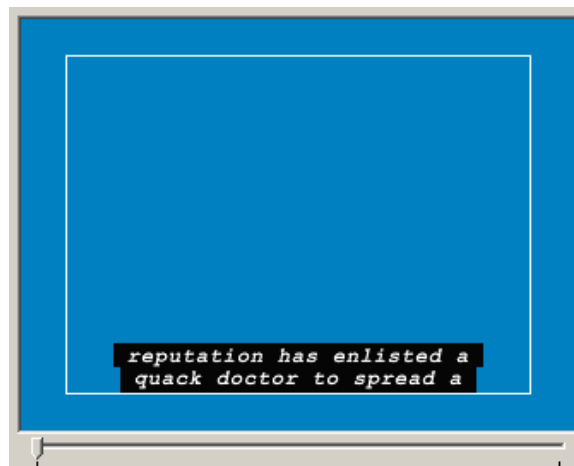 reputation has enlisted a
quack doctor to spread a